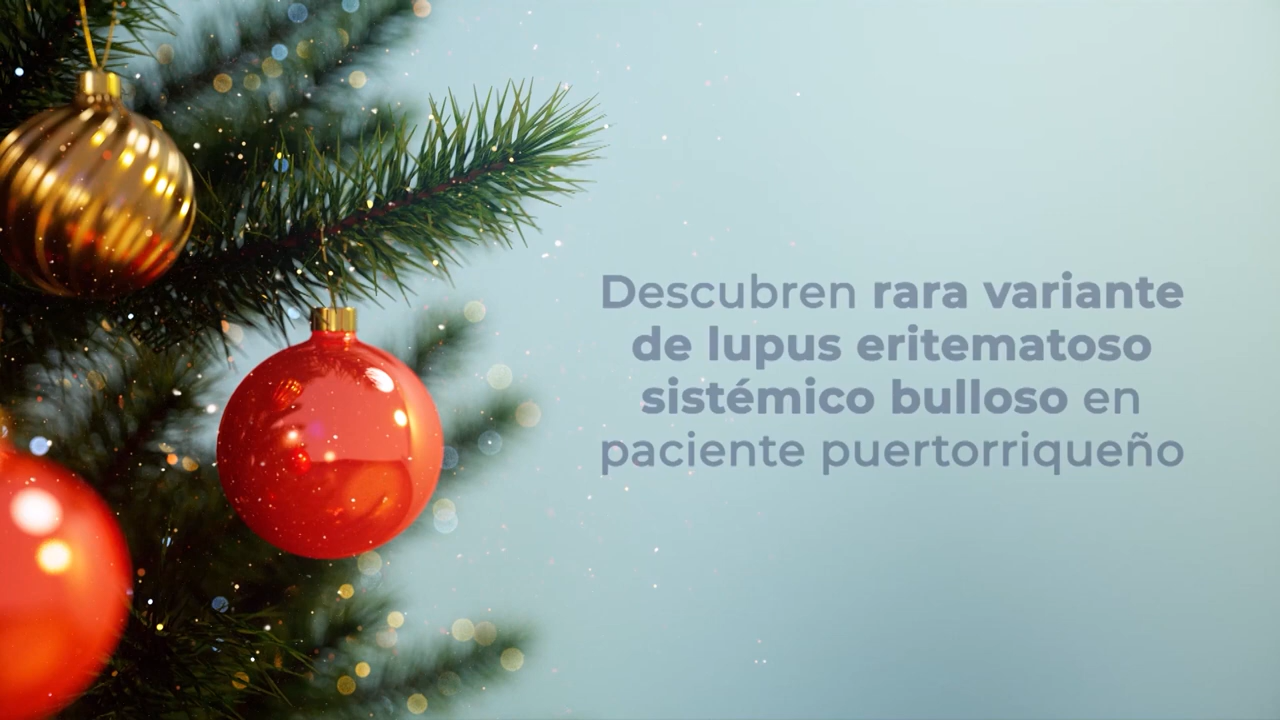 Descubren rara variante
de lupus eritematoso
sistémico bulloso en
paciente puertorriqueño